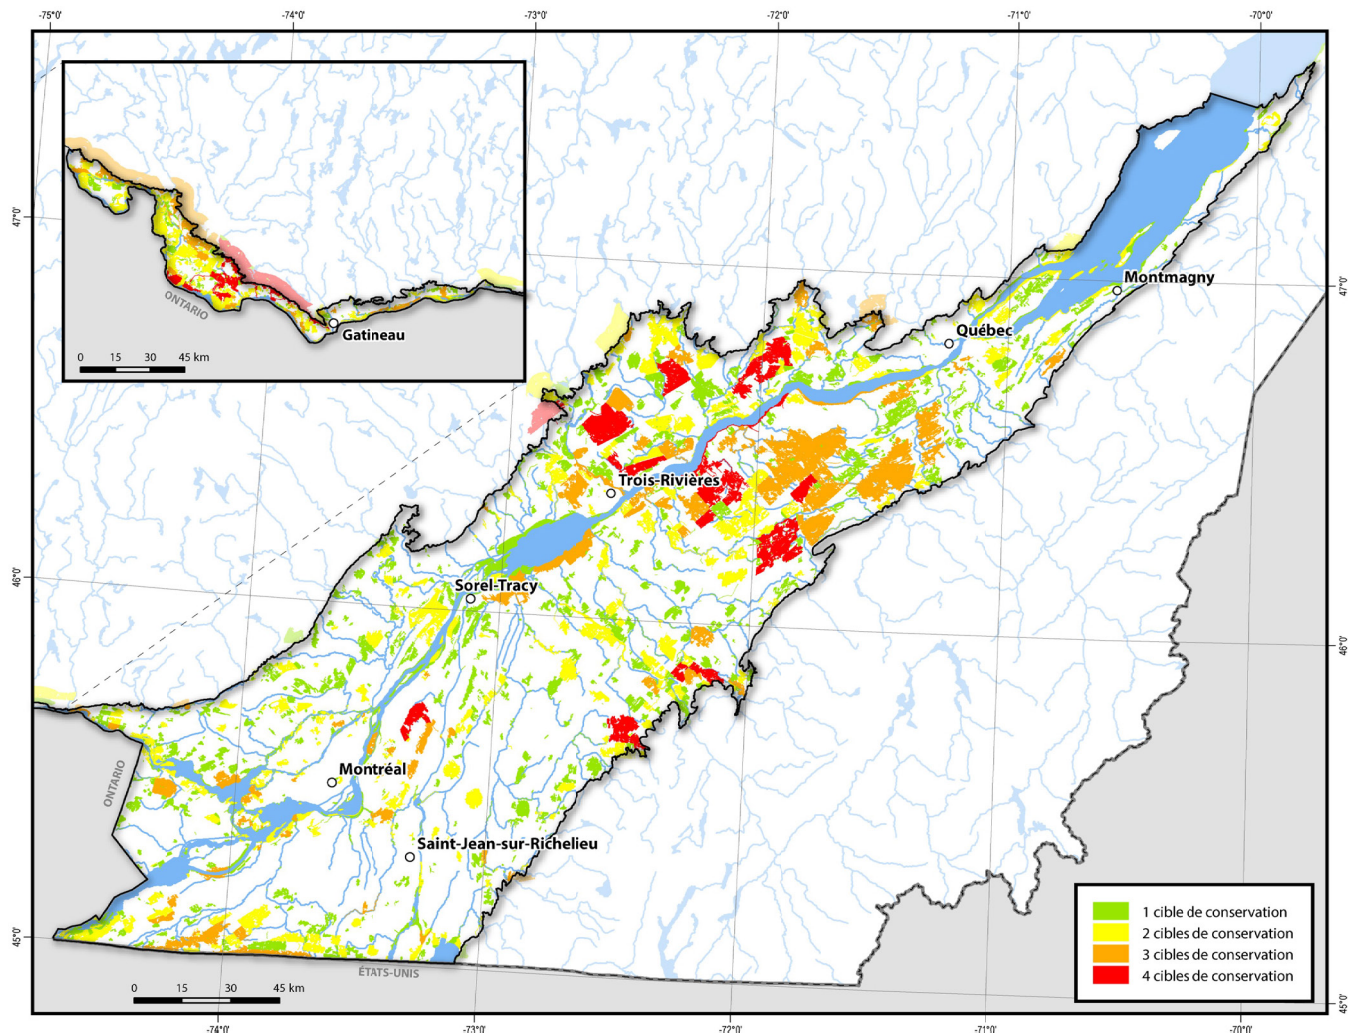 -75°0' -74°0' -73°0' -72°0' -71°0' -70°0'
47°0'
ONTARIO
Gatineau
0 15 30 45 km
Montmagny
47°0'
Québec
Trois-Rivières
46°0'
Sorel-Tracy
46°0'
Montréal
ONTARIO
Saint-Jean-sur-Richelieu
45°0'
ÉTATS-UNIS
0 15 30 45 km
1 cible de conservation
2 cibles de conservation
3 cibles de conservation
4 cibles de conservation
45°0'
-74°0' -73°0' -72°0' -71°0' -70°0'